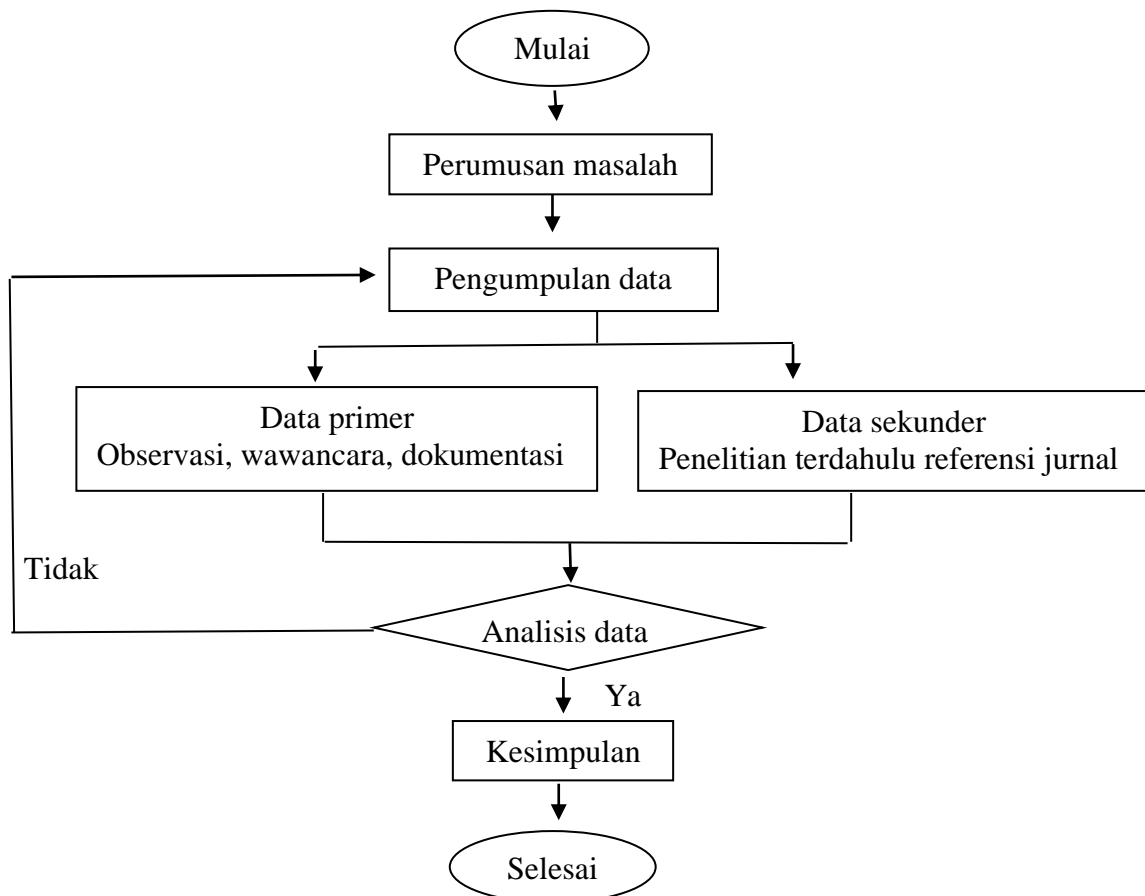 Mulai
Perumusan masalah
Pengumpulan data
Data primer
Observasi, wawancara, dokumentasi
Data sekunder
Penelitian terdahulu referensi jurnal
Tidak
Analisis data
Ya
Kesimpulan
Selesai